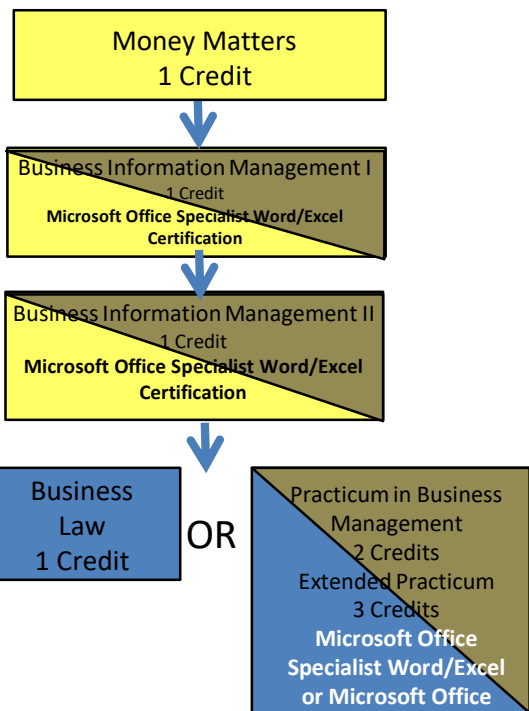 Money Matters
1 Credit
Business Information Management I
1 Credit
Microsoft Office Specialist Word/Excel
Certification
Business Information Management II
1 Credit
Microsoft Office Specialist Word/Excel
Certification
Business
Law
1 Credit
OR
Practicum in Business
Management
2 Credits
Extended Practicum
3 Credits
Microsoft Office
Specialist Word/Excel
or Microsoft Office